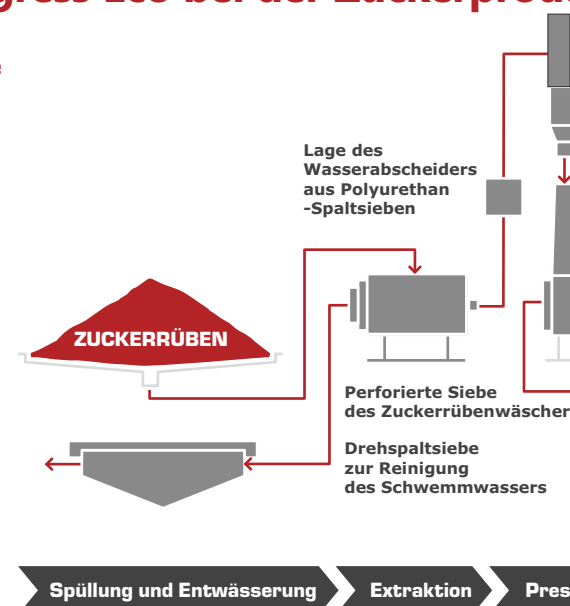 Lage des
Wasserabscheiders
aus Polyurethan
-Spaltsieben
ZUCKERRÜBEN
Perforierte Siebe
des Zuckerrübenwäscher
Drehspaltsiebe
zur Reinigung
des Schwemmwassers
Spüllung und Entwässerung
Extraktion
Pres